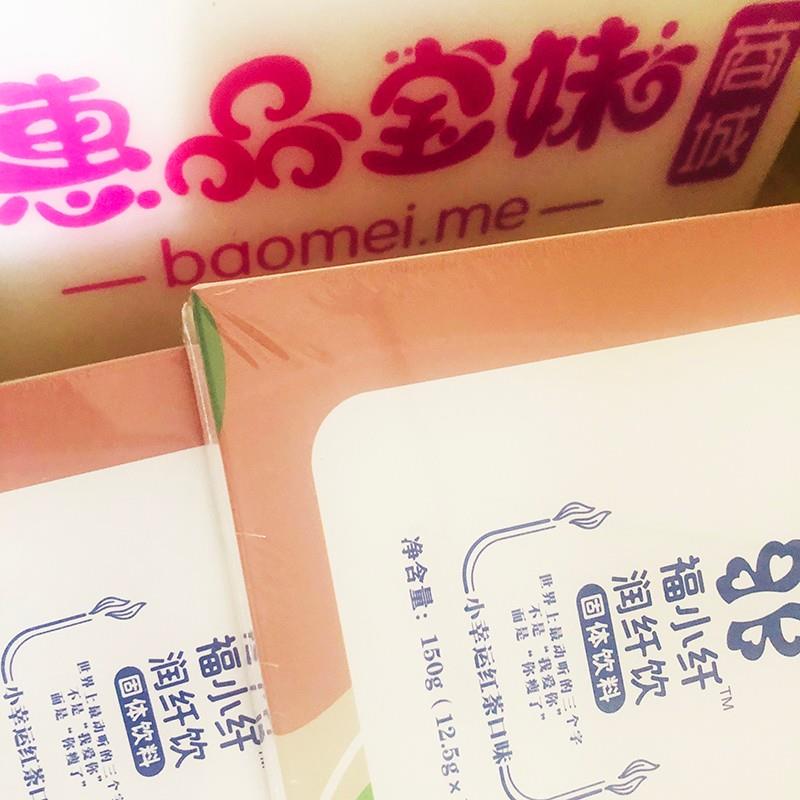 惠品宝妹
商城
baomei.me
福小纤™
润纤饮
固体饮料
世界上最动听的三个字
不是“我爱你”
而是“你瘦了”
小幸运红茶口味
净含量：150g（12.5g×
福小纤
润纤饮
固体饮料
世界上最动听的三个字
不是“我爱你”
而是“你瘦了”
小幸运红茶口味